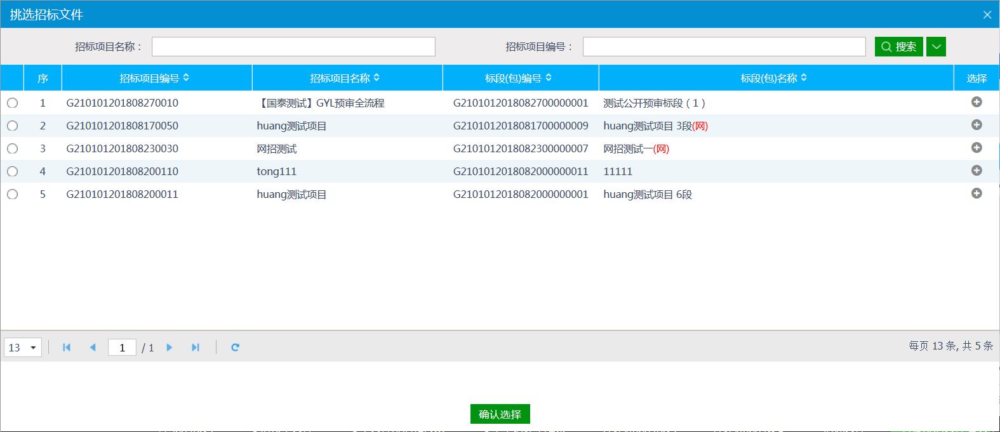 挑选招标文件
招标项目名称： 招标项目编号： 搜索
序 招标项目编号 招标项目名称 标段(包)编号 标段(包)名称 选择
1 G210101201808270010 【国泰测试】GYL预审全流程 G2101012018082700000001 测试公开预审标段（1）
2 G210101201808170050 huang测试项目 G2101012018081700000009 huang测试项目 3段(网)
3 G210101201808230030 网招测试 G2101012018082300000007 网招测试一(网)
4 G210101201808200110 tong111 G2101012018082000000011 11111
5 G210101201808200011 huang测试项目 G2101012018082000000001 huang测试项目 6段
13 1 / 1 每页 13 条, 共 5 条
确认选择